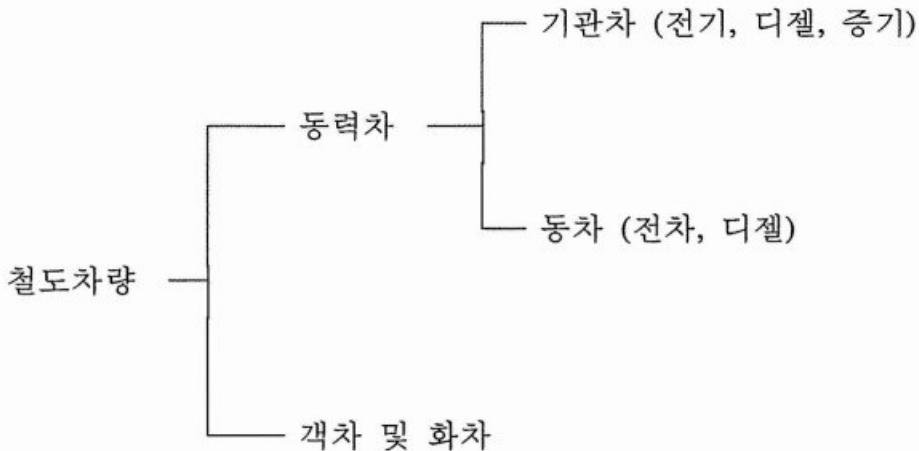 기관차 (전기, 디젤, 증기)
동력차
동차 (전차, 디젤)
철도차량
객차 및 화차